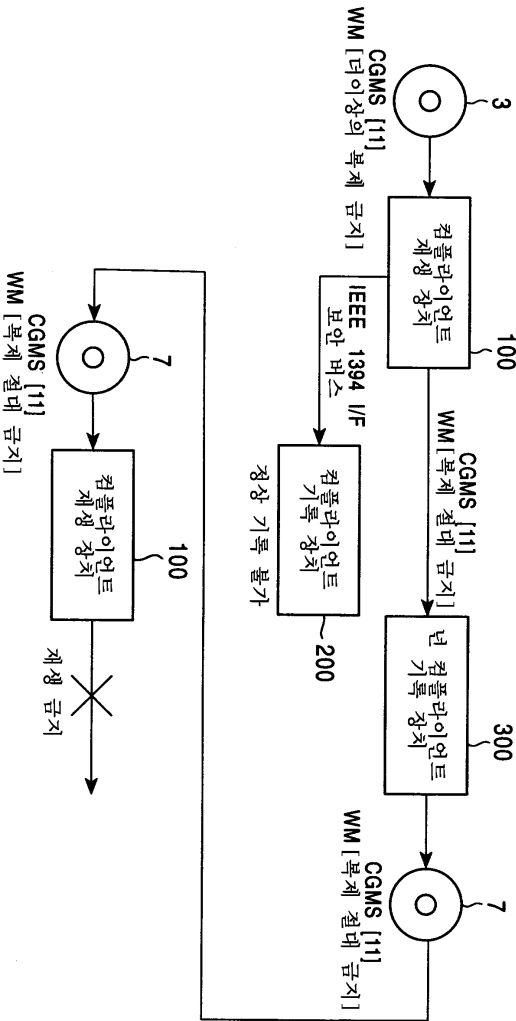 3
CGMS [11]
WM [더이상의 복제 금지]
컴플라이언트
재생 장치
100
IEEE 1394 I/F
보안 버스
컴플라이언트
기록 장치
200
정상 기록 불가
CGMS [11]
WM[복제 절대 금지]
넌 컴플라이언트
기록 장치
300
7
CGMS [11]
WM[복제 절대 금지]
7
CGMS [11]
WM [복제 절대 금지]
컴플라이언트
재생 장치
100
재생 금지